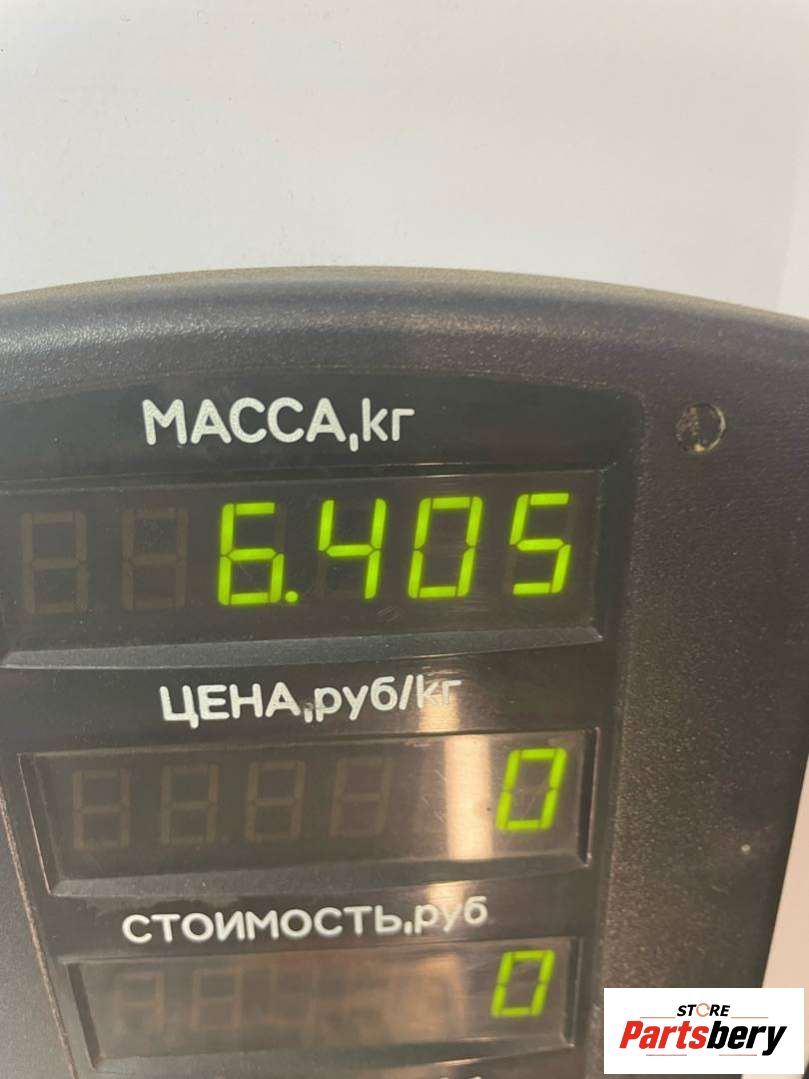 МАССА,кг
6.405
ЦЕНА,руб/кг
0
СТОИМОСТЬ,руб
0
STORE
Partsbery